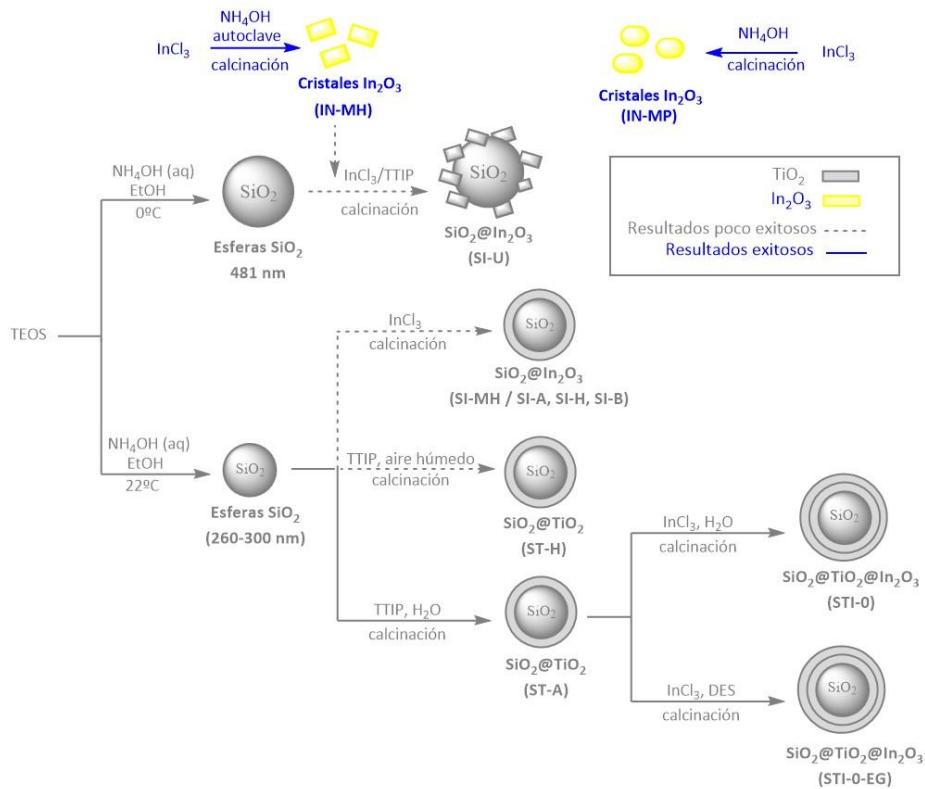 NH₄OH
autoclave
InCl₃
calcinación
Cristales In₂O₃
(IN-MH)
NH₄OH
InCl₃
calcinación
Cristales In₂O₃
(IN-MP)
TiO₂
In₂O₃
Resultados poco exitosos
Resultados exitosos
NH₄OH (aq)
EtOH
0ºC
SiO₂
Esferas SiO₂
481 nm
InCl₃/TTIP
calcinación
SiO₂
SiO₂@In₂O₃
(SI-U)
TEOS
InCl₃
calcinación
SiO₂
SiO₂@In₂O₃
(SI-MH / SI-A, SI-H, SI-B)
NH₄OH (aq)
EtOH
22ºC
SiO₂
Esferas SiO₂
(260-300 nm)
TTIP, aire húmedo
calcinación
SiO₂
SiO₂@TiO₂
(ST-H)
TTIP, H₂O
calcinación
SiO₂
SiO₂@TiO₂
(ST-A)
InCl₃, H₂O
calcinación
SiO₂
SiO₂@TiO₂@In₂O₃
(STI-0)
InCl₃, DES
calcinación
SiO₂
SiO₂@TiO₂@In₂O₃
(STI-0-EG)